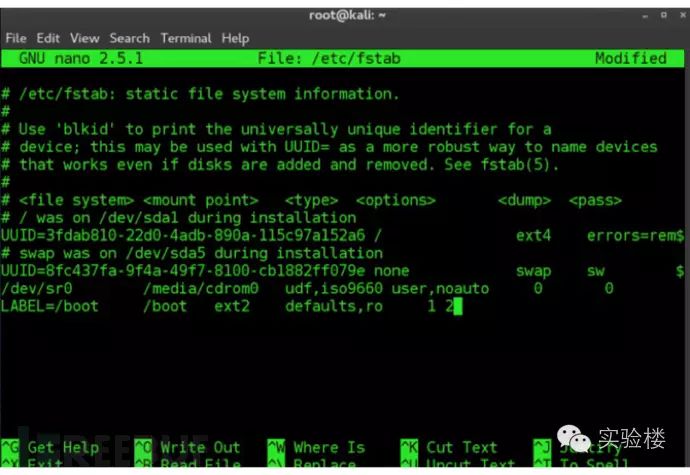 root@kali: ~
File Edit View Search Terminal Help
GNU nano 2.5.1 File: /etc/fstab Modified
# /etc/fstab: static file system information.
#
# Use 'blkid' to print the universally unique identifier for a
# device; this may be used with UUID= as a more robust way to name devices
# that works even if disks are added and removed. See fstab(5).
#
# <file system> <mount point> <type> <options> <dump> <pass>
# / was on /dev/sda1 during installation
UUID=3fdab810-22d0-4adb-890a-115c97a152a6 / ext4 errors=rem$
# swap was on /dev/sda5 during installation
UUID=8fc437fa-9f4a-49f7-8100-cb1882ff079e none swap sw $
/dev/sr0 /media/cdrom0 udf,iso9660 user,noauto 0 0
LABEL=/boot /boot ext2 defaults,ro 1 2
^G Get Help ^O Write Out ^W Where Is ^K Cut Text ^J Justify
^X Exit ^R Read File ^\ Replace ^U Uncut Text ^T To Spell
实验楼